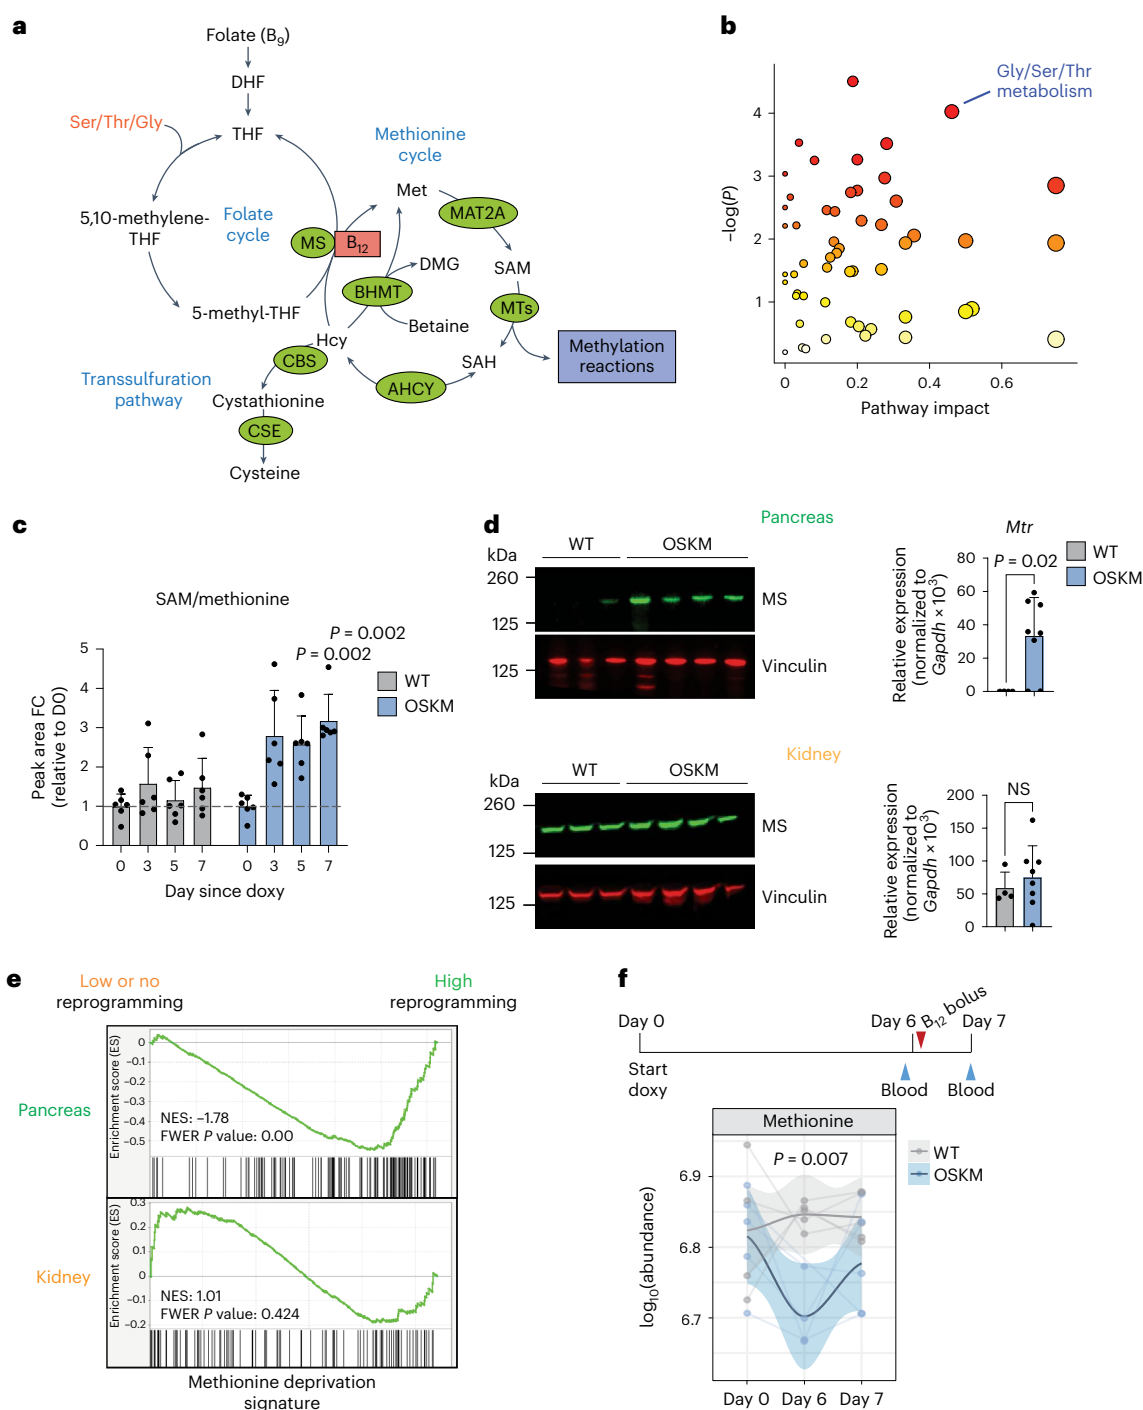 a
Folate (B9)
DHF
THF
Ser/Thr/Gly
5,10-methylene-
THF
Folate
cycle
5-methyl-THF
MS
B12
Methionine
cycle
Met
MAT2A
SAM
MTs
Methylation
reactions
SAH
AHCY
DMG
BHMT
Betaine
Hcy
CBS
Transsulfuration
pathway
Cystathionine
CSE
Cysteine
b
Gly/Ser/Thr
metabolism
–log(P)
4
3
2
1
0
0.2
0.4
0.6
Pathway impact
c
SAM/methionine
P = 0.002
P = 0.002
WT
OSKM
Peak area FC
(relative to D0)
5
4
3
2
1
0
0 3 5 7 0 3 5 7
Day since doxy
d
Pancreas
kDa
WT
OSKM
260
125
MS
125
Vinculin
Mtr
P = 0.02
WT
OSKM
Relative expression
(normalized to
Gapdh × 10³)
80
60
40
20
0
Kidney
kDa
WT
OSKM
260
125
MS
125
Vinculin
NS
Relative expression
(normalized to
Gapdh × 10³)
200
150
100
50
0
e
Low or no
reprogramming
High
reprogramming
Pancreas
Enrichment score (ES)
0
–0.1
–0.2
–0.3
–0.4
–0.5
NES: –1.78
FWER P value: 0.00
Kidney
Enrichment score (ES)
0.3
0.2
0.1
0
–0.1
–0.2
NES: 1.01
FWER P value: 0.424
Methionine deprivation
signature
f
Day 0
Day 6
B12 bolus
Day 7
Start
doxy
Blood
Blood
Methionine
P = 0.007
WT
OSKM
log10(abundance)
6.9
6.8
6.7
Day 0 Day 6 Day 7